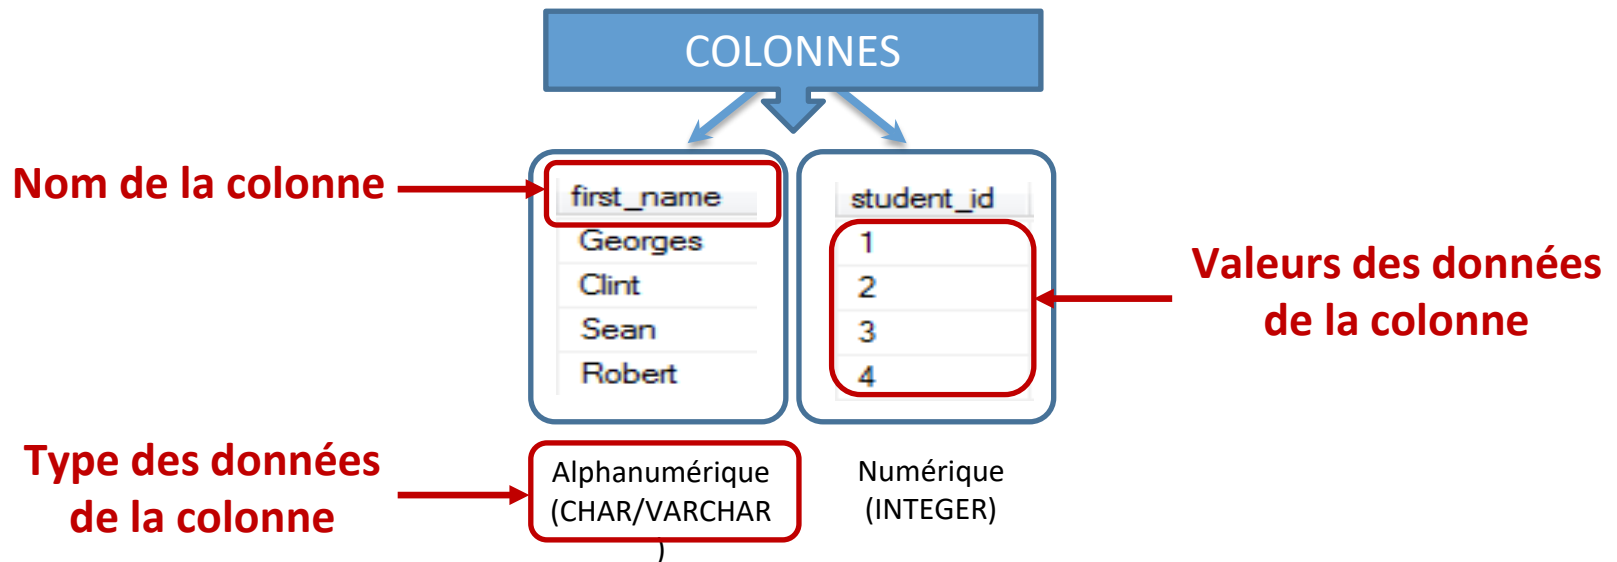 COLONNES
Nom de la colonne
first_name
Georges
Clint
Sean
Robert
student_id
1
2
3
4
Valeurs des données
de la colonne
Type des données
de la colonne
Alphanumérique
(CHAR/VARCHAR
)
Numérique
(INTEGER)